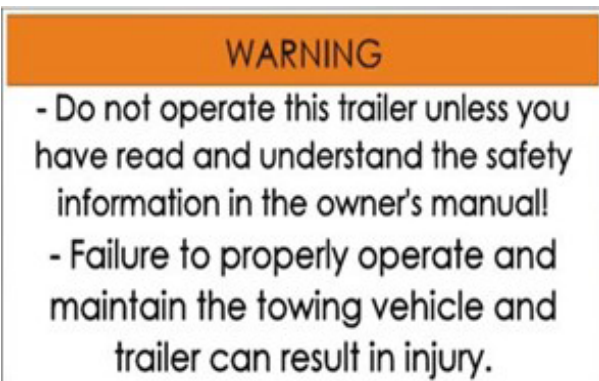 WARNING
- Do not operate this trailer unless you
have read and understand the safety
information in the owner's manual!
- Failure to properly operate and
maintain the towing vehicle and
trailer can result in injury.